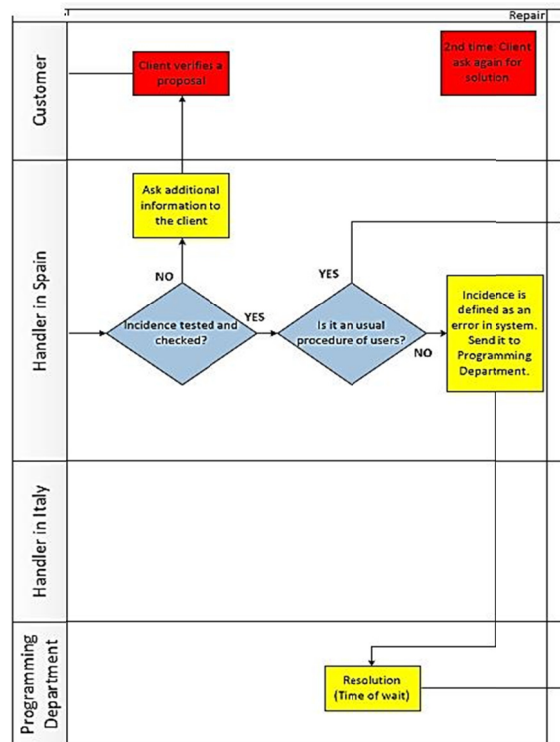 Repair
Customer
Client verifies a
proposal
2nd time: Client
ask again for
solution
Handler in Spain
Ask additional
information to
the client
NO
YES
Incidence tested and
checked?
YES
Is it an usual
procedure of users?
NO
Incidence is
defined as an
error in system.
Send it to
Programming
Department.
Handler in Italy
Programming
Department
Resolution
(Time of wait)